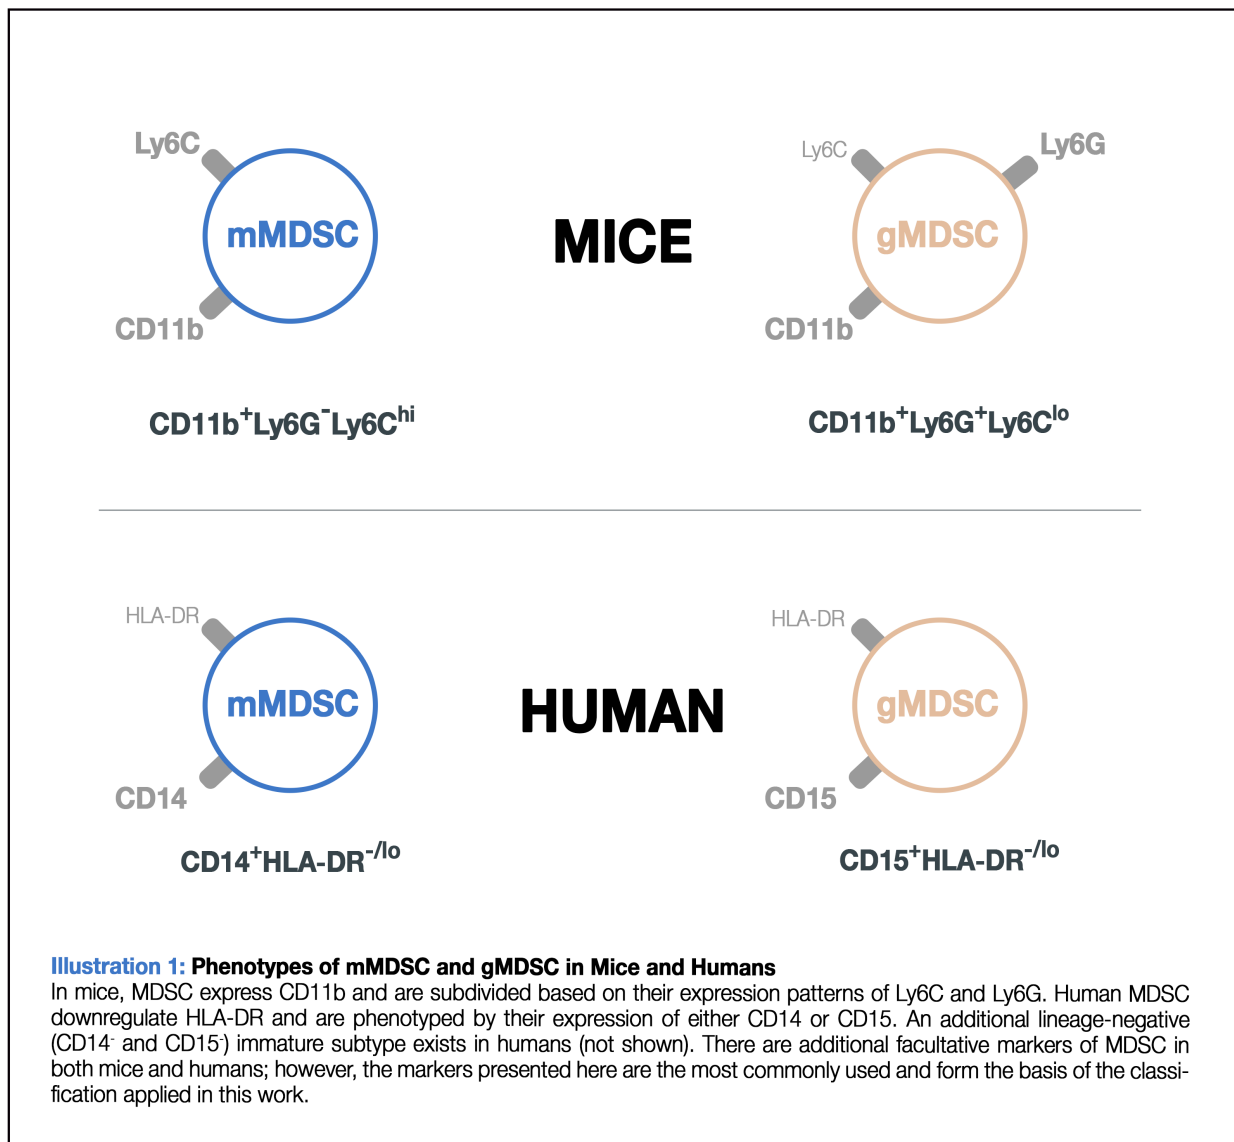 Ly6C
mMDSC
CD11b
CD11b⁺Ly6G⁻Ly6Cʰⁱ
MICE
Ly6C
Ly6G
gMDSC
CD11b
CD11b⁺Ly6G⁺Ly6Cˡᵒ
HLA-DR
mMDSC
CD14
CD14⁺HLA-DR⁻/ˡᵒ
HUMAN
HLA-DR
gMDSC
CD15
CD15⁺HLA-DR⁻/ˡᵒ
Illustration 1: Phenotypes of mMDSC and gMDSC in Mice and Humans
In mice, MDSC express CD11b and are subdivided based on their expression patterns of Ly6C and Ly6G. Human MDSC
downregulate HLA-DR and are phenotyped by their expression of either CD14 or CD15. An additional lineage-negative
(CD14⁻ and CD15⁻) immature subtype exists in humans (not shown). There are additional facultative markers of MDSC in
both mice and humans; however, the markers presented here are the most commonly used and form the basis of the classi-
fication applied in this work.